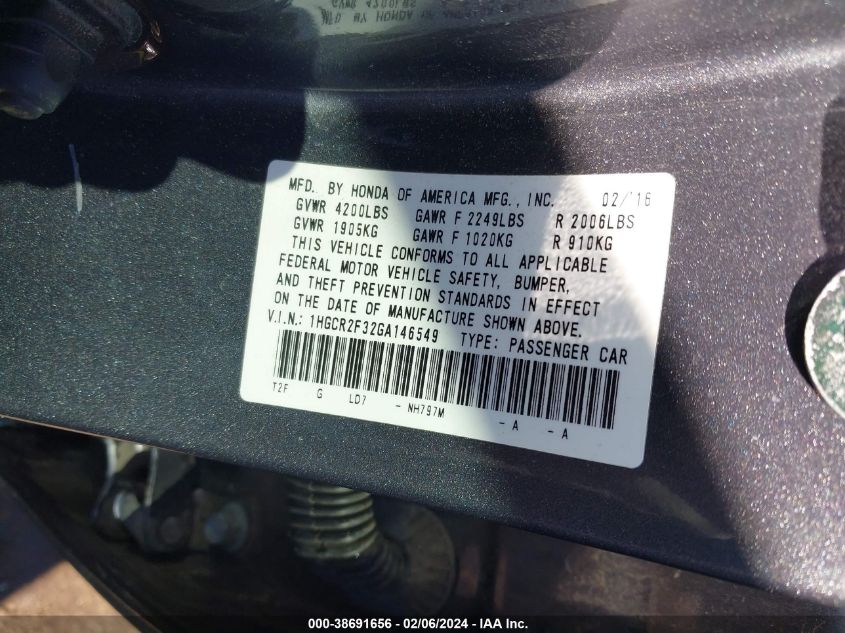 MFD. BY HONDA OF AMERICA MFG., INC. 02/'16
GVWR 4200LBS GAWR F 2249LBS R 2006LBS
GVWR 1905KG GAWR F 1020KG R 910KG
THIS VEHICLE CONFORMS TO ALL APPLICABLE
FEDERAL MOTOR VEHICLE SAFETY, BUMPER,
AND THEFT PREVENTION STANDARDS IN EFFECT
ON THE DATE OF MANUFACTURE SHOWN ABOVE.
V.I.N.: 1HGCR2F32GA146549 TYPE: PASSENGER CAR
T2F G LD7 - NH797M - A - A
000-38691656 / 02/06/2024 - IAA Inc.